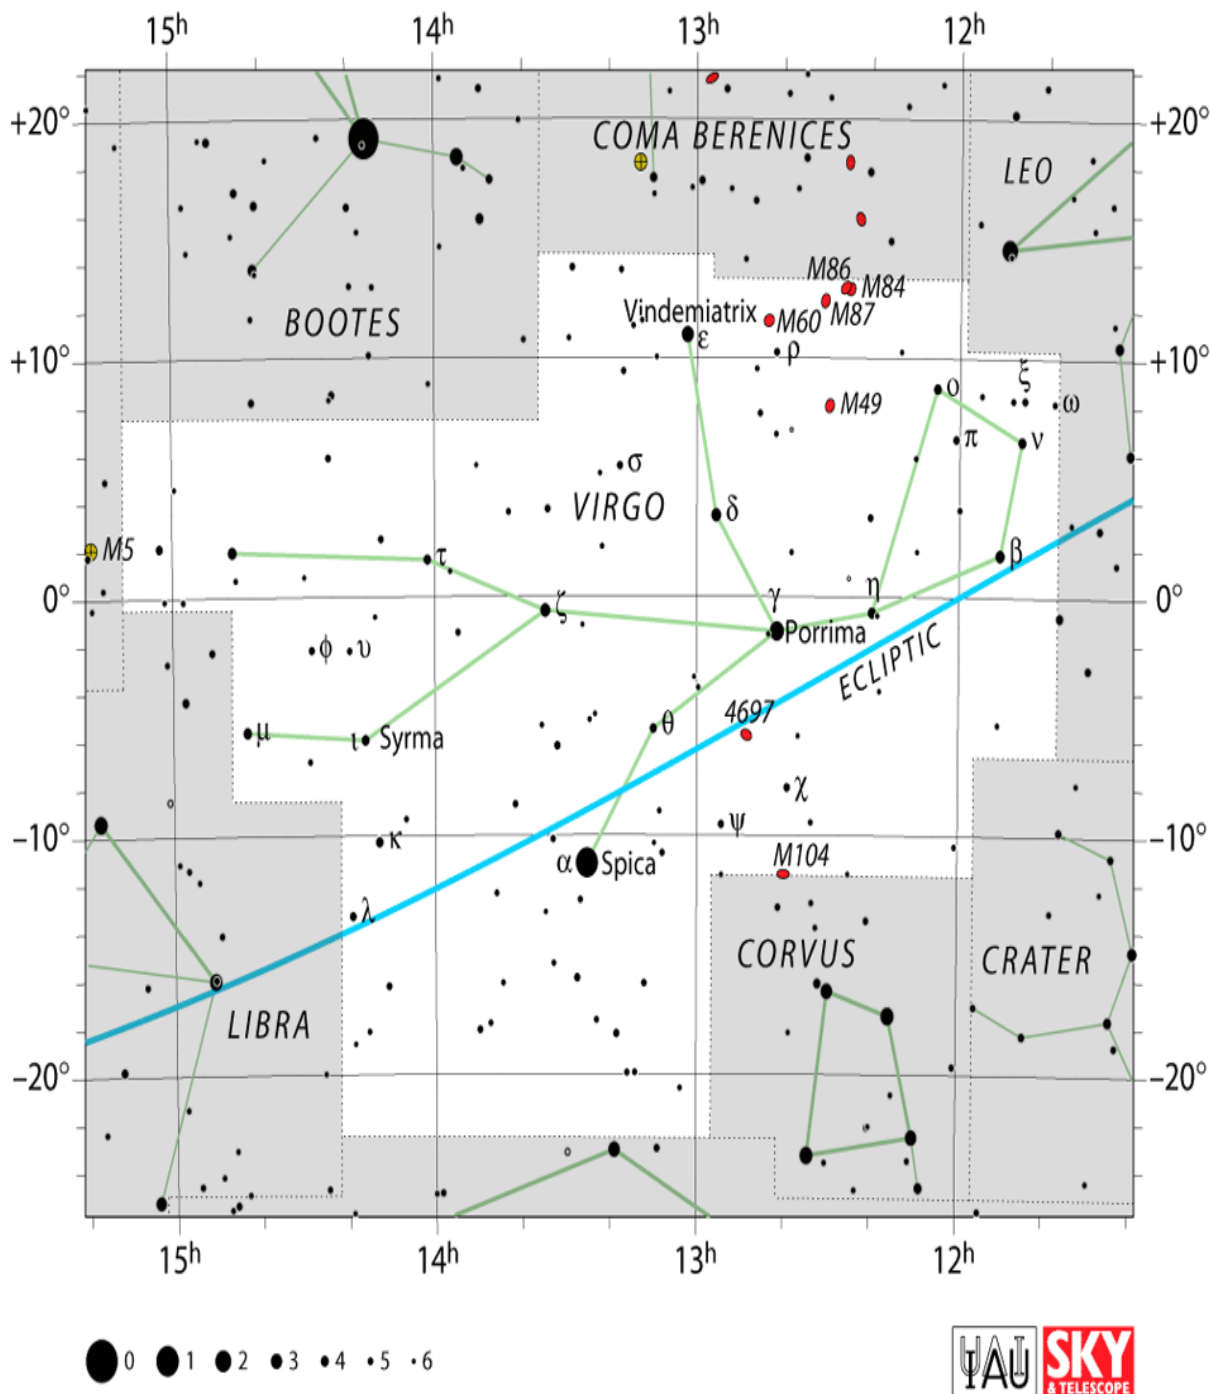 15h 14h 13h 12h
+20° COMA BERENICES +20°
LEO
M86
M84
Vindemiatrix M60 M87
BOOTES
ε
+10° ρ +10°
ξ
M49 ο ω
π ν
σ
VIRGO δ
M5 τ β
0° ζ γ η 0°
Porrima
ϕ υ
ECLIPTIC
μ ι Syrma θ 4697
χ
ψ
−10° κ −10°
α Spica M104
λ
CORVUS CRATER
LIBRA
−20° −20°
15h 14h 13h 12h
0 1 2 3 4 5 6
IAU SKY
& TELESCOPE